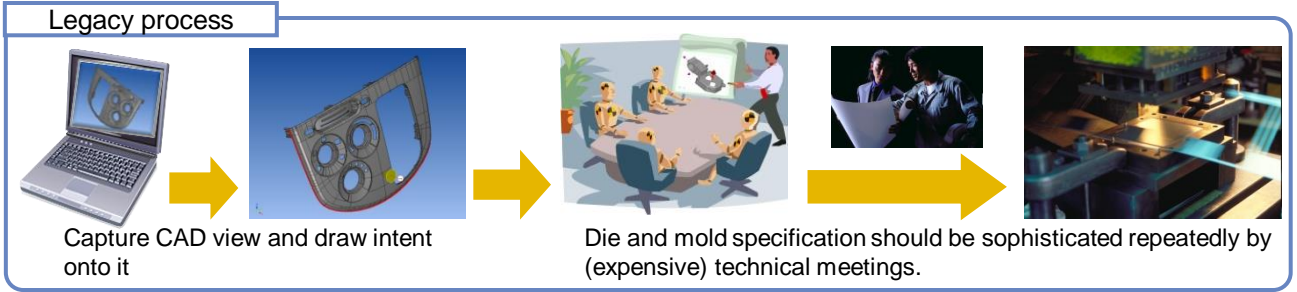 Legacy process
Capture CAD view and draw intent
onto it
Die and mold specification should be sophisticated repeatedly by
(expensive) technical meetings.